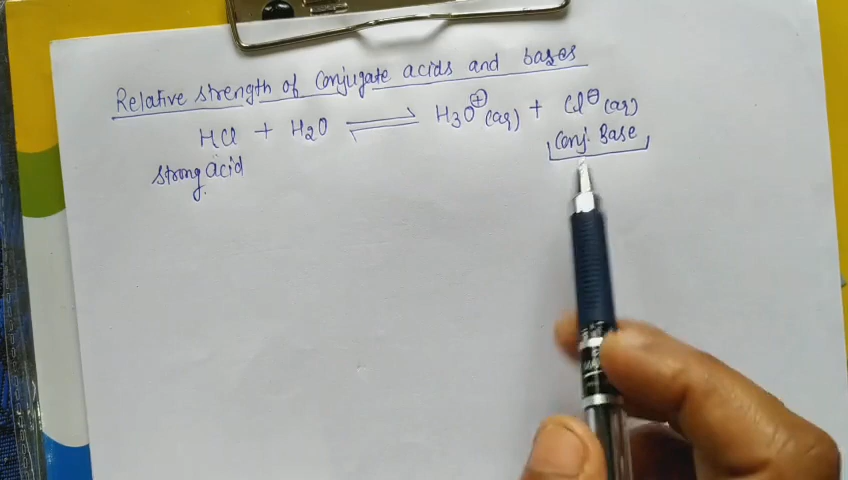 Relative strength of Conjugate acids and bases
HCl + H₂O ⇌ H₃O⊕(aq) + Cl⊖(aq)
Conj. Base
strong acid